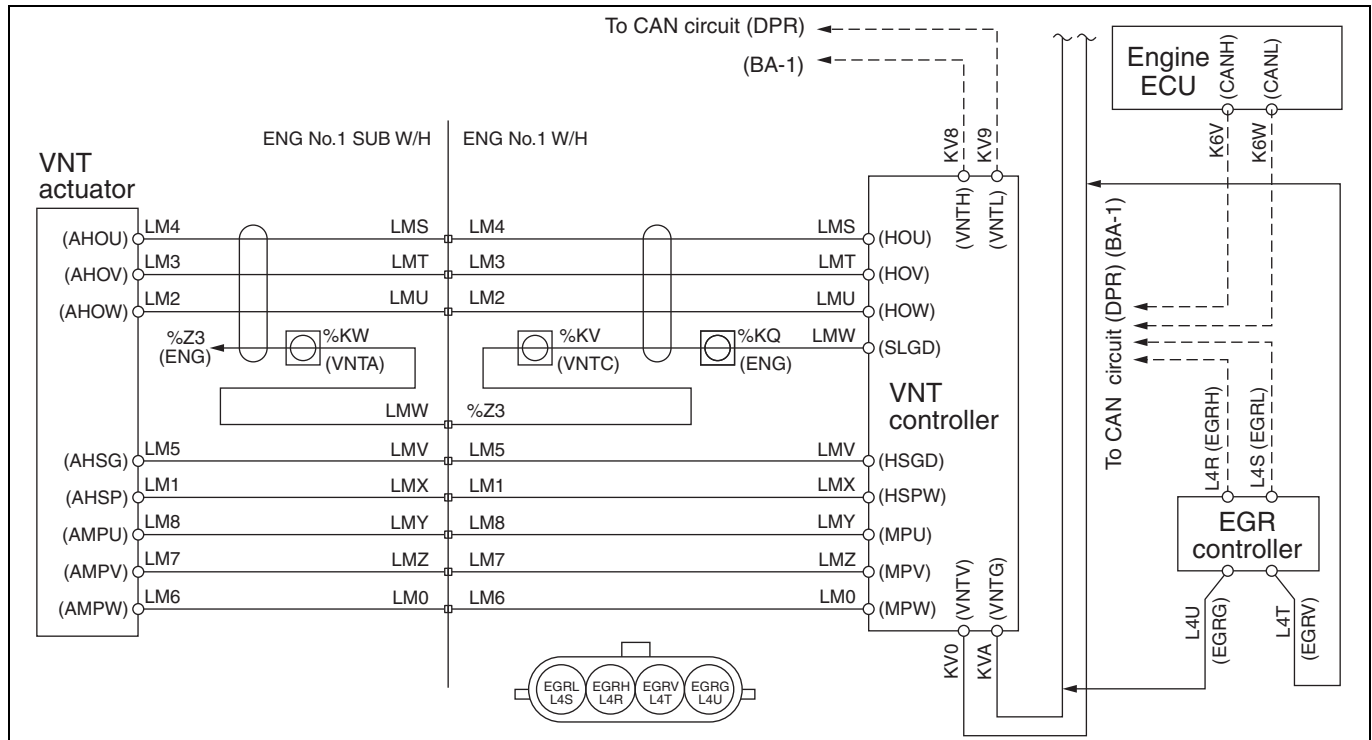 To CAN circuit (DPR)
(BA-1)
Engine
ECU
(CANH)
(CANL)
K6V
K6W
KV8
KV9
(VNTH)
(VNTL)
ENG No.1 SUB W/H
ENG No.1 W/H
VNT
actuator
(AHOU) LM4 LMS LM4 LMS (HOU)
(AHOV) LM3 LMT LM3 LMT (HOV)
(AHOW) LM2 LMU LM2 LMU (HOW)
%Z3 %KW %KV %KQ LMW (SLGD)
(ENG) (VNTA) (VNTC) (ENG)
LMW %Z3
VNT
controller
(AHSG) LM5 LMV LM5 LMV (HSGD)
(AHSP) LM1 LMX LM1 LMX (HSPW)
(AMPU) LM8 LMY LM8 LMY (MPU)
(AMPV) LM7 LMZ LM7 LMZ (MPV)
(AMPW) LM6 LM0 LM6 LM0 (MPW)
(VNTV)
(VNTG)
KV0
KVA
To CAN circuit (DPR) (BA-1)
L4R (EGRH)
L4S (EGRL)
EGR
controller
L4U
(EGRG)
L4T
(EGRV)
EGRL EGRH EGRV EGRG
L4S L4R L4T L4U